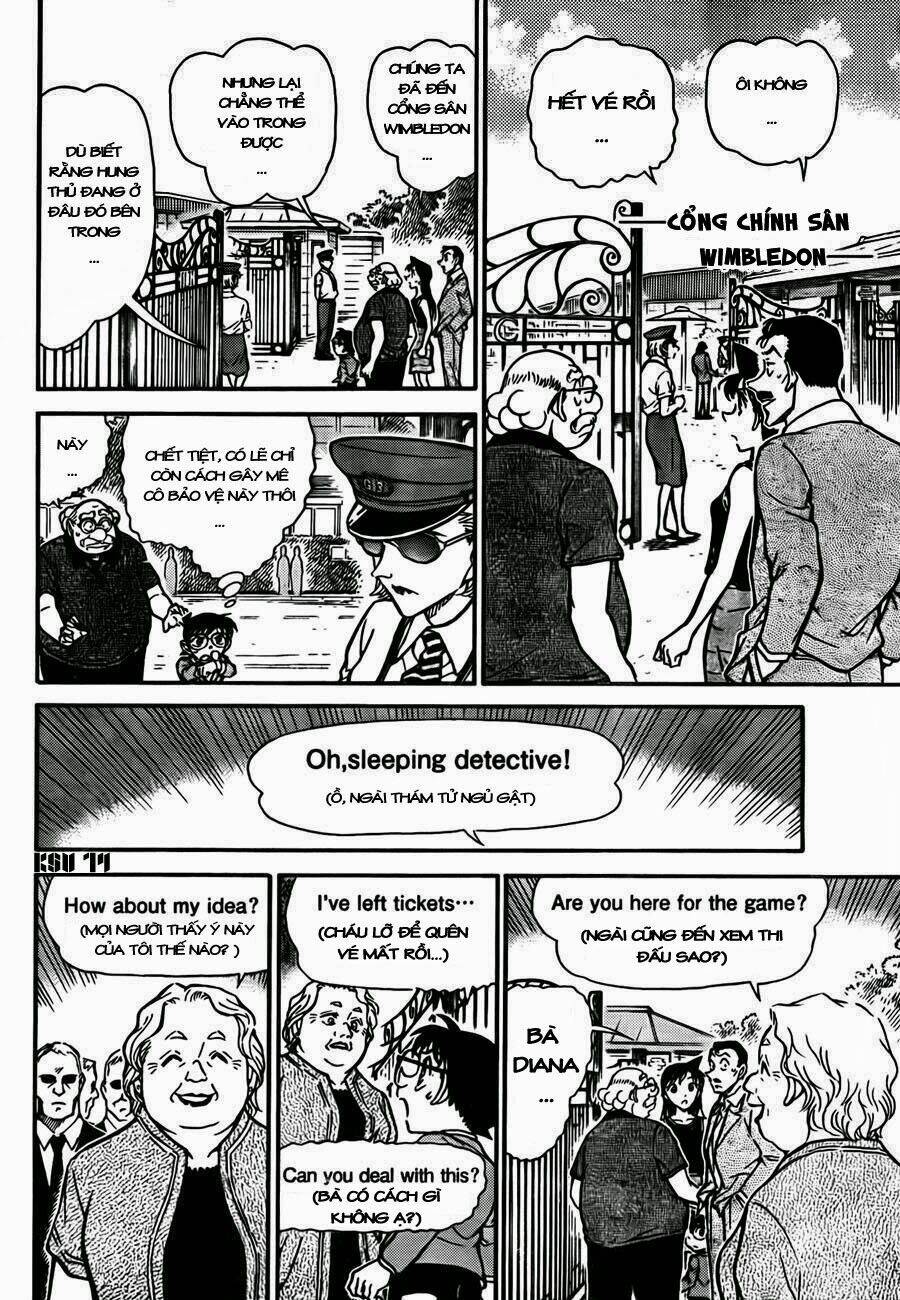 ÔI KHÔNG
...
HẾT VÉ RỒI
...
CỔNG CHÍNH SÂN
WIMBLEDON
CHÚNG TA
ĐÃ ĐẾN
CỔNG SÂN
WIMBLEDON
...
NHƯNG LẠI
CHẲNG THỂ
VÀO TRONG
ĐƯỢC
...
DÙ BIẾT
RẰNG HUNG
THỦ ĐANG Ở
ĐÂU ĐÓ BÊN
TRONG
...
CHẾT TIỆT, CÓ LẼ CHỈ
CÒN CÁCH GÂY MÊ
CÔ BẢO VỆ NÀY THÔI
...
NÀY
...
Oh,sleeping detective!
(Ồ, NGÀI THÁM TỬ NGỦ GẬT)
KSV 14
Are you here for the game?
(NGÀI CŨNG ĐẾN XEM THI
ĐẤU SAO?)
BÀ
DIANA
...
I've left tickets…
(CHÁU LỠ ĐỂ QUÊN
VÉ MẤT RỒI...)
Can you deal with this?
(BÀ CÓ CÁCH GÌ
KHÔNG Ạ?)
How about my idea?
(MỌI NGƯỜI THẤY Ý NÀY
CỦA TÔI THẾ NÀO? )